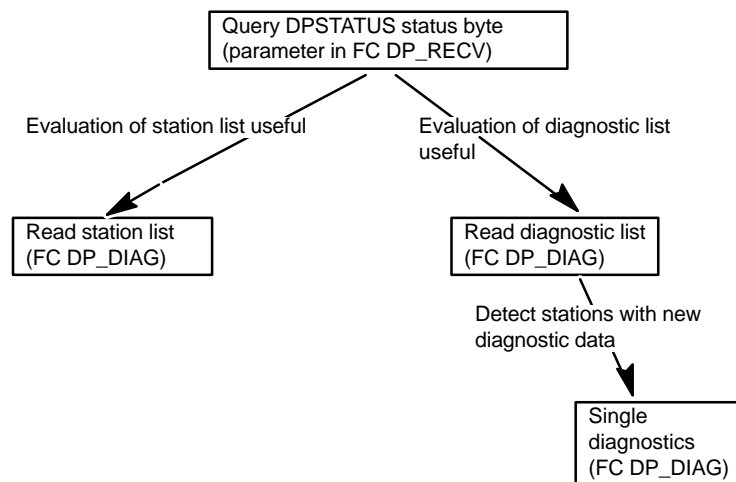 Query DPSTATUS status byte
(parameter in FC DP_RECV)
Evaluation of station list useful
Evaluation of diagnostic list
useful
Read station list
(FC DP_DIAG)
Read diagnostic list
(FC DP_DIAG)
Detect stations with new
diagnostic data
Single
diagnostics
(FC DP_DIAG)